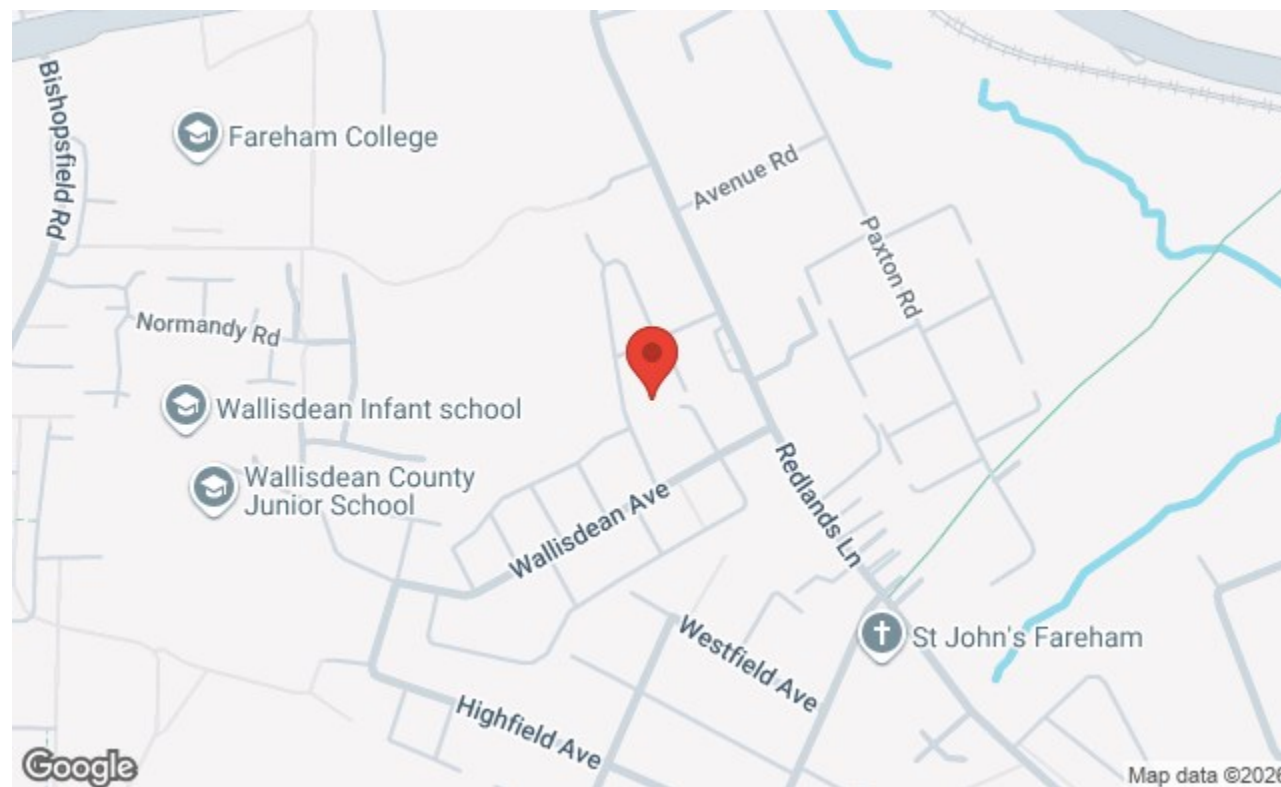 Bishopsfield Rd
Fareham College
Avenue Rd
Paxton Rd
Normandy Rd
Wallisdean Infant school
Wallisdean County
Junior School
Wallisdean Ave
Redlands Ln
Westfield Ave
St John's Fareham
Highfield Ave
Google
Map data ©2026